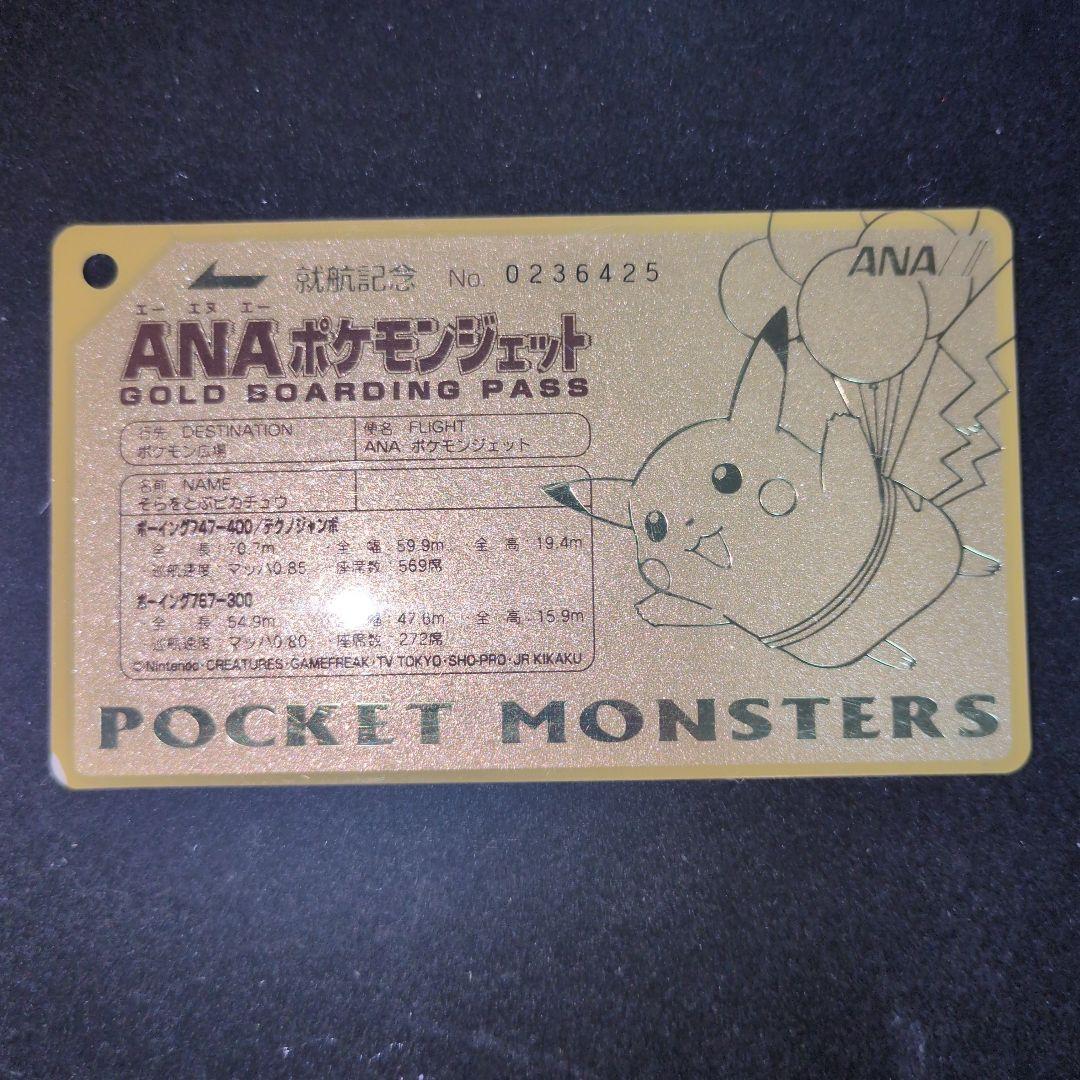 就航記念 No. 0236425
ANA
エー エヌ エー
ANAポケモンジェット
GOLD BOARDING PASS
行先 DESTINATION
ポケモン広場
便名 FLIGHT
ANA ポケモンジェット
名前 NAME
そらをとぶピカチュウ
ボーイング747-400/テクノジャンボ
全長 70.7m 全幅 59.9m 全高 19.4m
巡航速度 マッハ0.85 座席数 569席
ボーイング767-300
全長 54.9m 幅 47.6m 全高 15.9m
巡航速度 マッハ0.80 座席数 272席
©Nintendo・CREATURES・GAMEFREAK・TV TOKYO・SHO-PRO・JR KIKAKU
POCKET MONSTERS